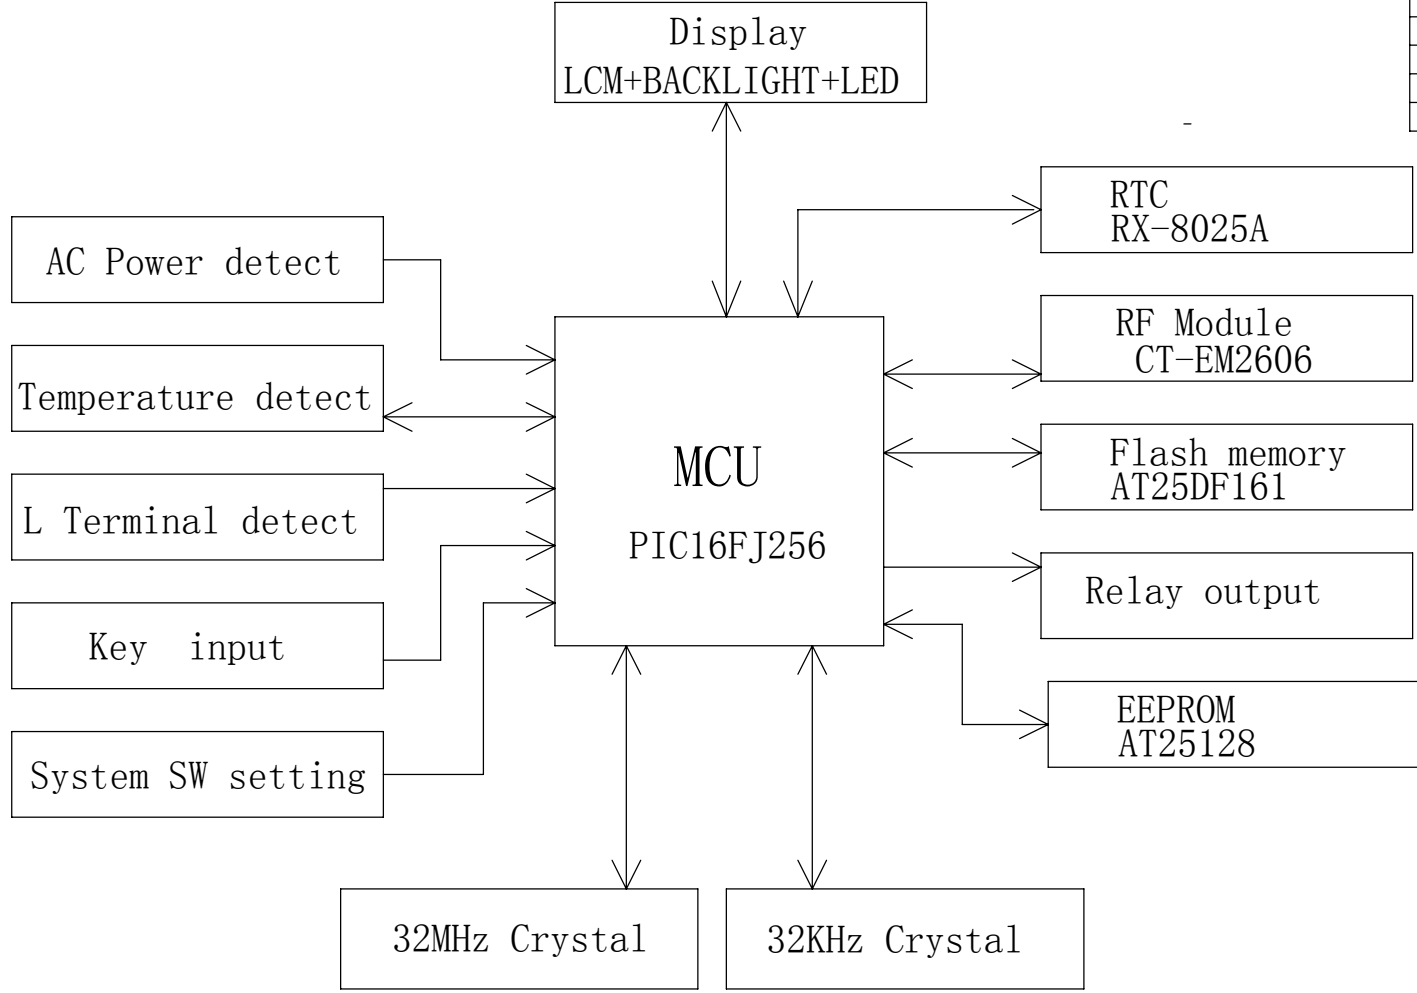 Display
LCM+BACKLIGHT+LED
RTC
RX-8025A
AC Power detect
RF Module
CT-EM2606
Temperature detect
MCU
PIC16FJ256
Flash memory
AT25DF161
L Terminal detect
Relay output
Key input
EEPROM
AT25128
System SW setting
32MHz Crystal
32KHz Crystal